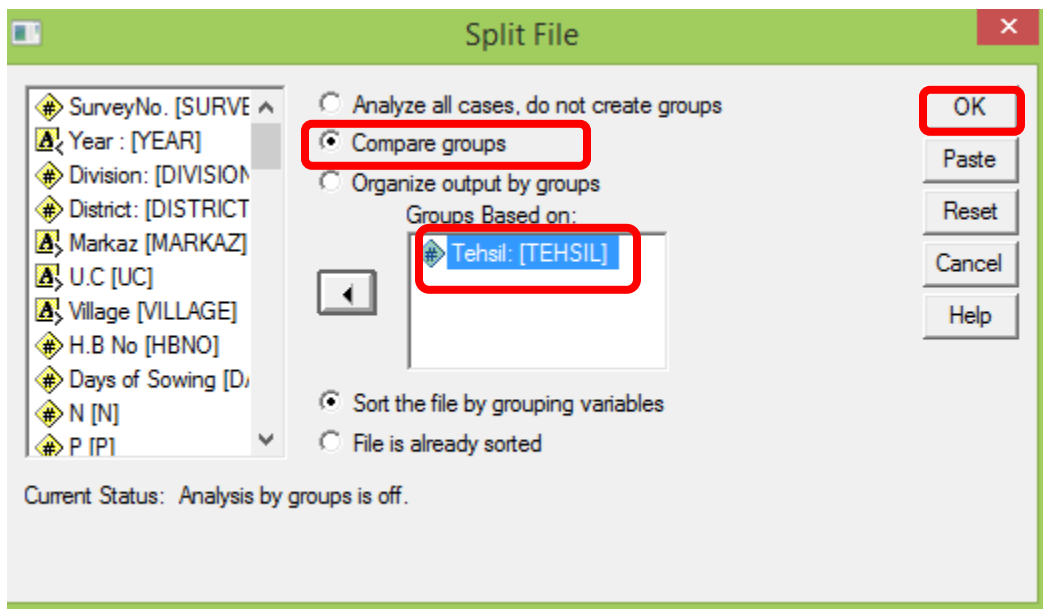 Split File
SurveyNo. [SURVE
Year : [YEAR]
Division: [DIVISION
District: [DISTRICT
Markaz [MARKAZ]
U.C [UC]
Village [VILLAGE]
H.B No [HBNO]
Days of Sowing [DA
N [N]
P [P]
Analyze all cases, do not create groups
Compare groups
Organize output by groups
Groups Based on:
Tehsil: [TEHSIL]
Sort the file by grouping variables
File is already sorted
OK
Paste
Reset
Cancel
Help
Current Status: Analysis by groups is off.